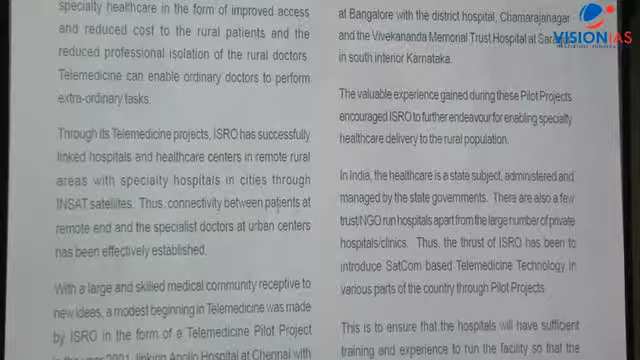 specialty healthcare in the form of improved access
and reduced cost to the rural patients and the
reduced professional isolation of the rural doctors.
Telemedicine can enable ordinary doctors to perform
extra-ordinary tasks.
Through its Telemedicine projects, ISRO has successfully
linked hospitals and healthcare centers in remote rural
areas with specialty hospitals in cities through
INSAT satellites. Thus, connectivity between patients at
remote end and the specialist doctors at urban centers
has been effectively established.
With a large and skilled medical community receptive to
new ideas, a modest beginning in Telemedicine was made
by ISRO in the form of a Telemedicine Pilot Project
in the year 2001, linking Apollo Hospital at Chennai with
at Bangalore with the district hospital, Chamarajanagar
and the Vivekananda Memorial Trust Hospital at
in south interior Karnataka.
The valuable experience gained during these Pilot Projects
encouraged ISRO to further endeavour for enabling specialty
healthcare delivery to the rural population.
In India, the healthcare is a state subject, administered and
managed by the state governments. There are also a few
trust/NGO run hospitals apart from the large number of private
hospitals/clinics. Thus, the thrust of ISRO has been to
introduce SatCom based Telemedicine Technology in
various parts of the country through Pilot Projects.
This is to ensure that the hospitals will have sufficient
training and experience to run the facility so that the
VISIONIAS